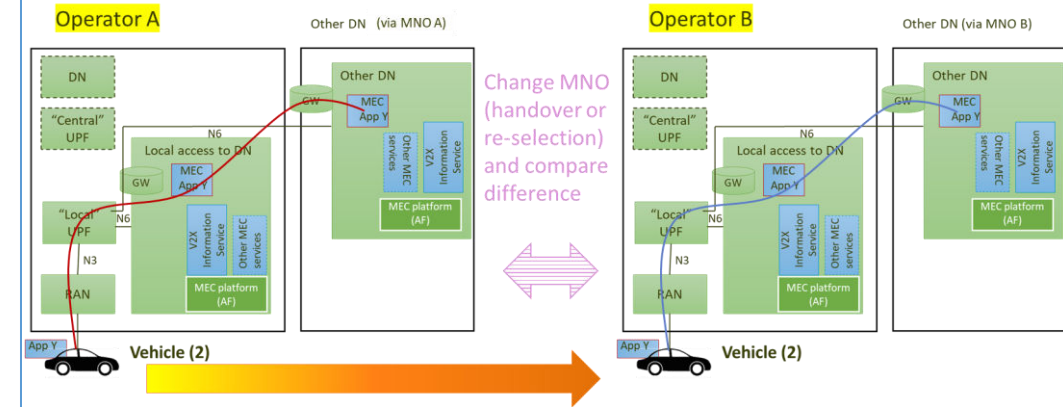 Operator A
Other DN  (via MNO A)
DN
"Central"
UPF
Other DN
GW
MEC
App Y
N6
Other MEC
services
V2X
Information
Service
MEC platform
(AF)
Local access to DN
GW
MEC
App Y
"Local"
UPF
N6
V2X
Information
Service
Other MEC
services
N3
RAN
MEC platform
(AF)
App Y
Vehicle (2)
Change MNO
(handover or
re-selection)
and compare
difference
Operator B
Other DN (via MNO B)
DN
"Central"
UPF
Other DN
GW
MEC
App Y
N6
Other MEC
services
V2X
Information
Service
MEC platform
(AF)
Local access to DN
GW
MEC
App Y
"Local"
UPF
N6
V2X
Information
Service
Other MEC
services
N3
RAN
MEC platform
(AF)
App Y
Vehicle (2)